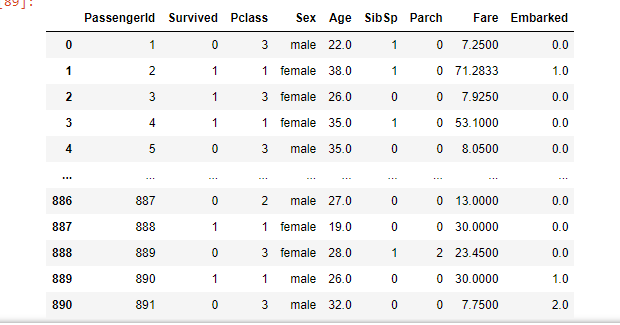 [89]:
PassengerId Survived Pclass Sex Age SibSp Parch Fare Embarked
0 1 0 3 male 22.0 1 0 7.2500 0.0
1 2 1 1 female 38.0 1 0 71.2833 1.0
2 3 1 3 female 26.0 0 0 7.9250 0.0
3 4 1 1 female 35.0 1 0 53.1000 0.0
4 5 0 3 male 35.0 0 0 8.0500 0.0
... ... ... ... ... ... ... ... ... ...
886 887 0 2 male 27.0 0 0 13.0000 0.0
887 888 1 1 female 19.0 0 0 30.0000 0.0
888 889 0 3 female 28.0 1 2 23.4500 0.0
889 890 1 1 male 26.0 0 0 30.0000 1.0
890 891 0 3 male 32.0 0 0 7.7500 2.0